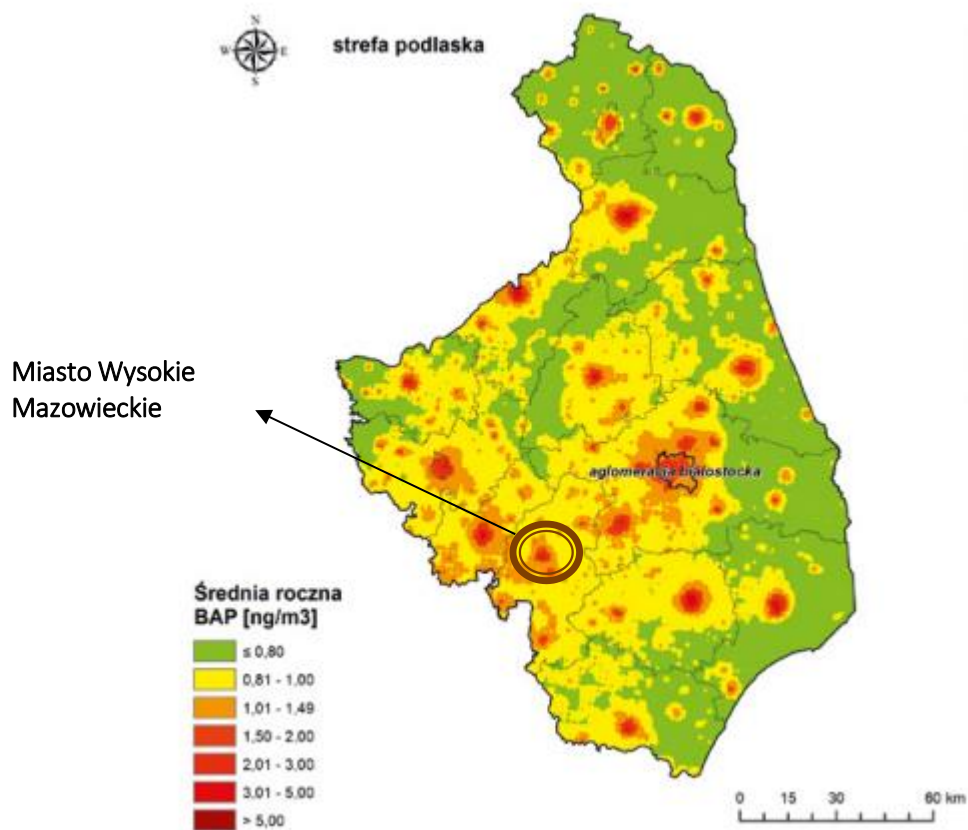 N
W E
S
strefa podlaska
Miasto Wysokie
Mazowieckie
aglomeracja białostocka
Średnia roczna
BAP [ng/m3]
≤ 0,80
0,81 - 1,00
1,01 - 1,49
1,50 - 2,00
2,01 - 3,00
3,01 - 5,00
> 5,00
0 15 30 60 km